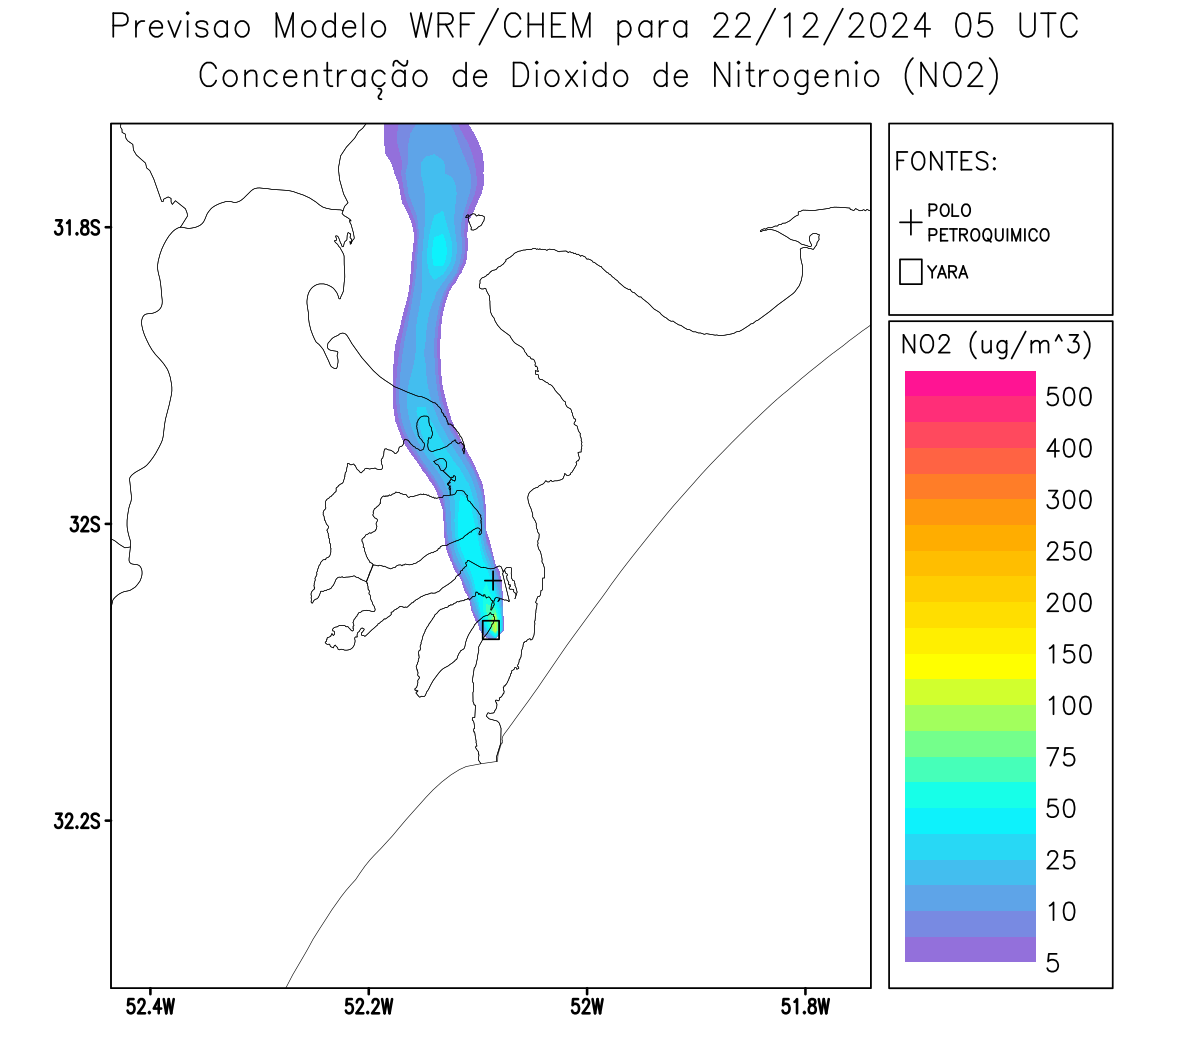 Previsao Modelo WRF/CHEM para 22/12/2024 05 UTC
Concentração de Dioxido de Nitrogenio (NO2)
FONTES:
POLO
PETROQUIMICO
YARA
31.8S
32S
32.2S
52.4W
52.2W
52W
51.8W
NO2 (ug/m^3)
500
400
300
250
200
150
100
75
50
25
10
5